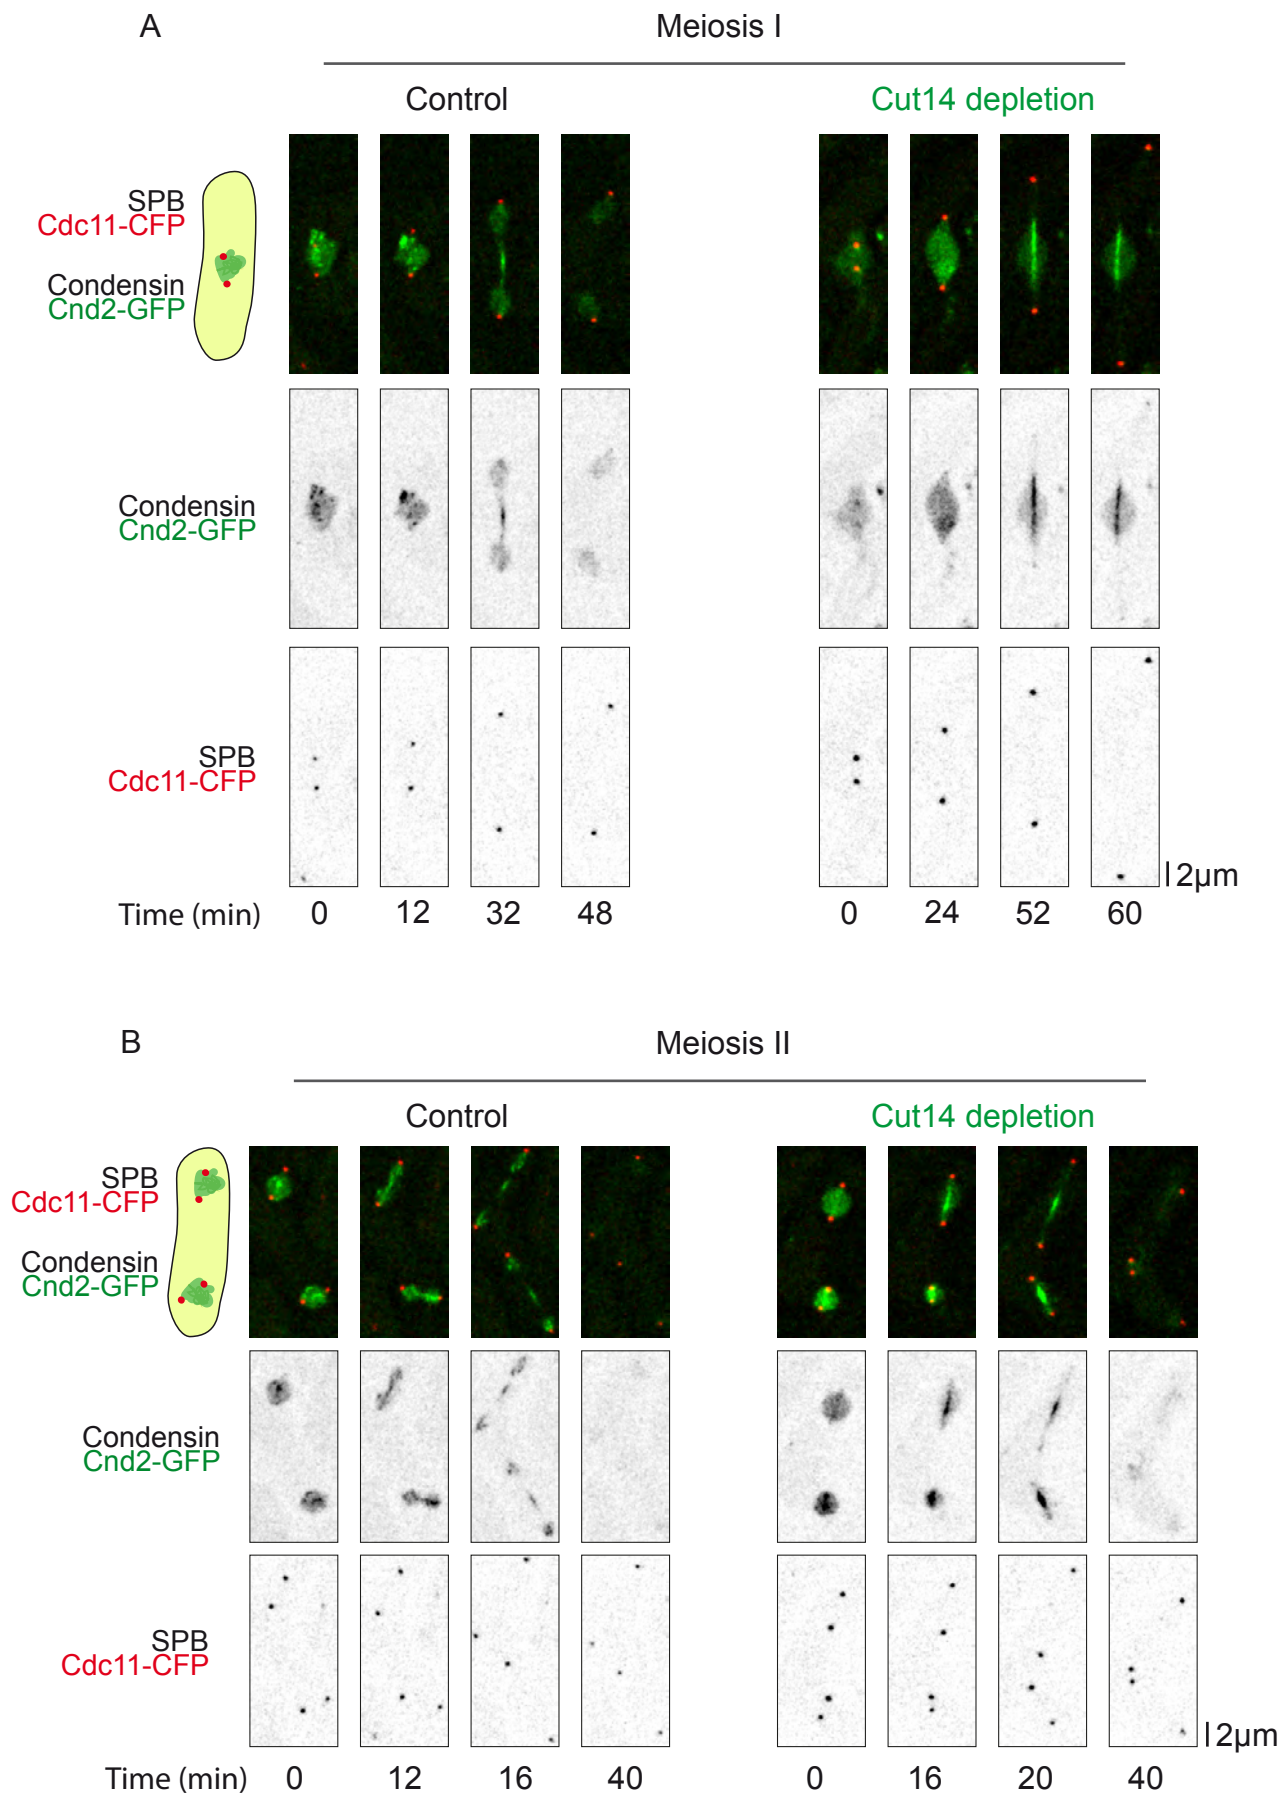 A
Meiosis I
Control
Cut14 depletion
SPB
Cdc11-CFP
Condensin
Cnd2-GFP
Condensin
Cnd2-GFP
SPB
Cdc11-CFP
2µm
Time (min)
0
12
32
48
0
24
52
60
B
Meiosis II
Control
Cut14 depletion
SPB
Cdc11-CFP
Condensin
Cnd2-GFP
Condensin
Cnd2-GFP
SPB
Cdc11-CFP
2µm
Time (min)
0
12
16
40
0
16
20
40